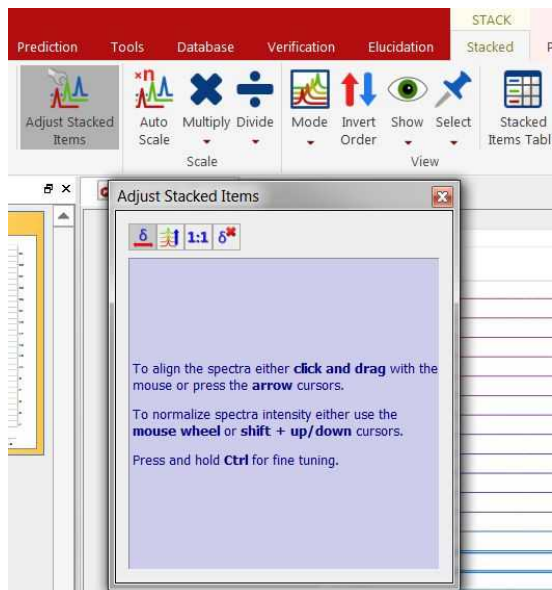 STACK
Prediction Tools Database Verification Elucidation Stacked
×n
Adjust Stacked Items
Auto Scale
Multiply
Divide
Mode
Invert Order
Show
Select
Stacked
Items Tabl
Scale
View
Adjust Stacked Items
δ 1:1 δ
To align the spectra either click and drag with the
mouse or press the arrow cursors.
To normalize spectra intensity either use the
mouse wheel or shift + up/down cursors.
Press and hold Ctrl for fine tuning.